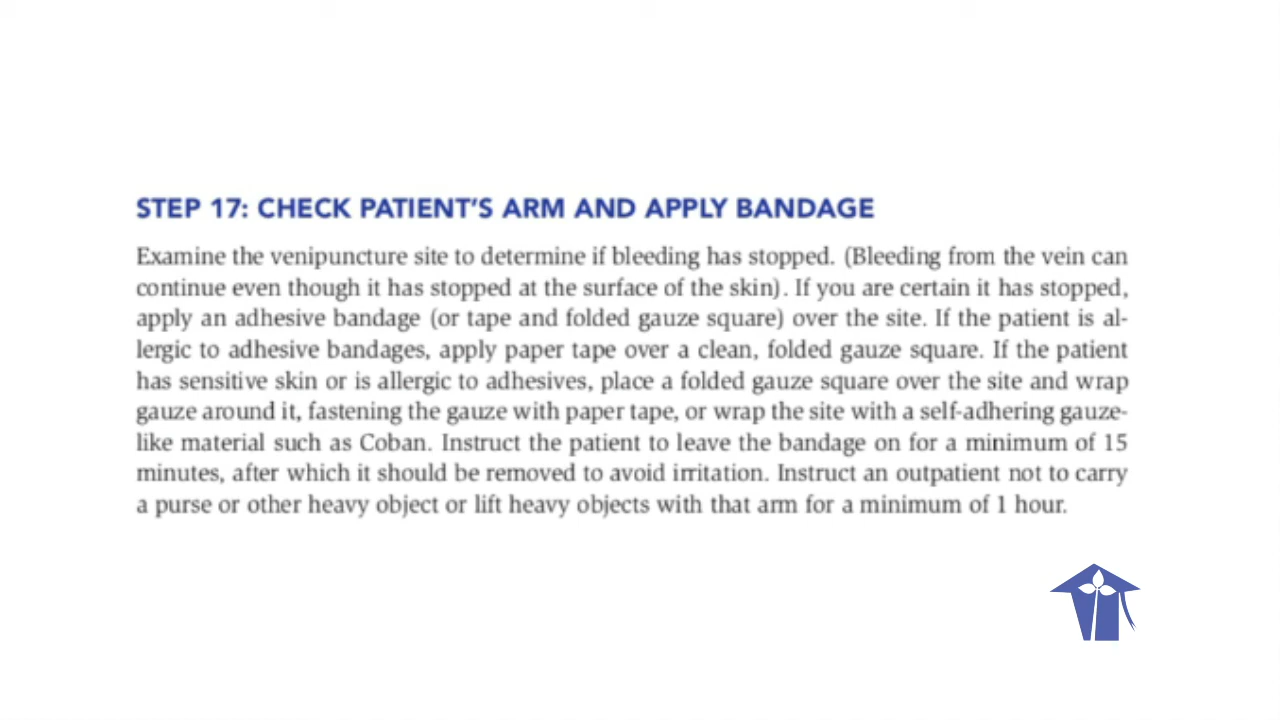 STEP 17: CHECK PATIENT'S ARM AND APPLY BANDAGE
Examine the venipuncture site to determine if bleeding has stopped. (Bleeding from the vein can
continue even though it has stopped at the surface of the skin). If you are certain it has stopped,
apply an adhesive bandage (or tape and folded gauze square) over the site. If the patient is al-
lergic to adhesive bandages, apply paper tape over a clean, folded gauze square. If the patient
has sensitive skin or is allergic to adhesives, place a folded gauze square over the site and wrap
gauze around it, fastening the gauze with paper tape, or wrap the site with a self-adhering gauze-
like material such as Coban. Instruct the patient to leave the bandage on for a minimum of 15
minutes, after which it should be removed to avoid irritation. Instruct an outpatient not to carry
a purse or other heavy object or lift heavy objects with that arm for a minimum of 1 hour.